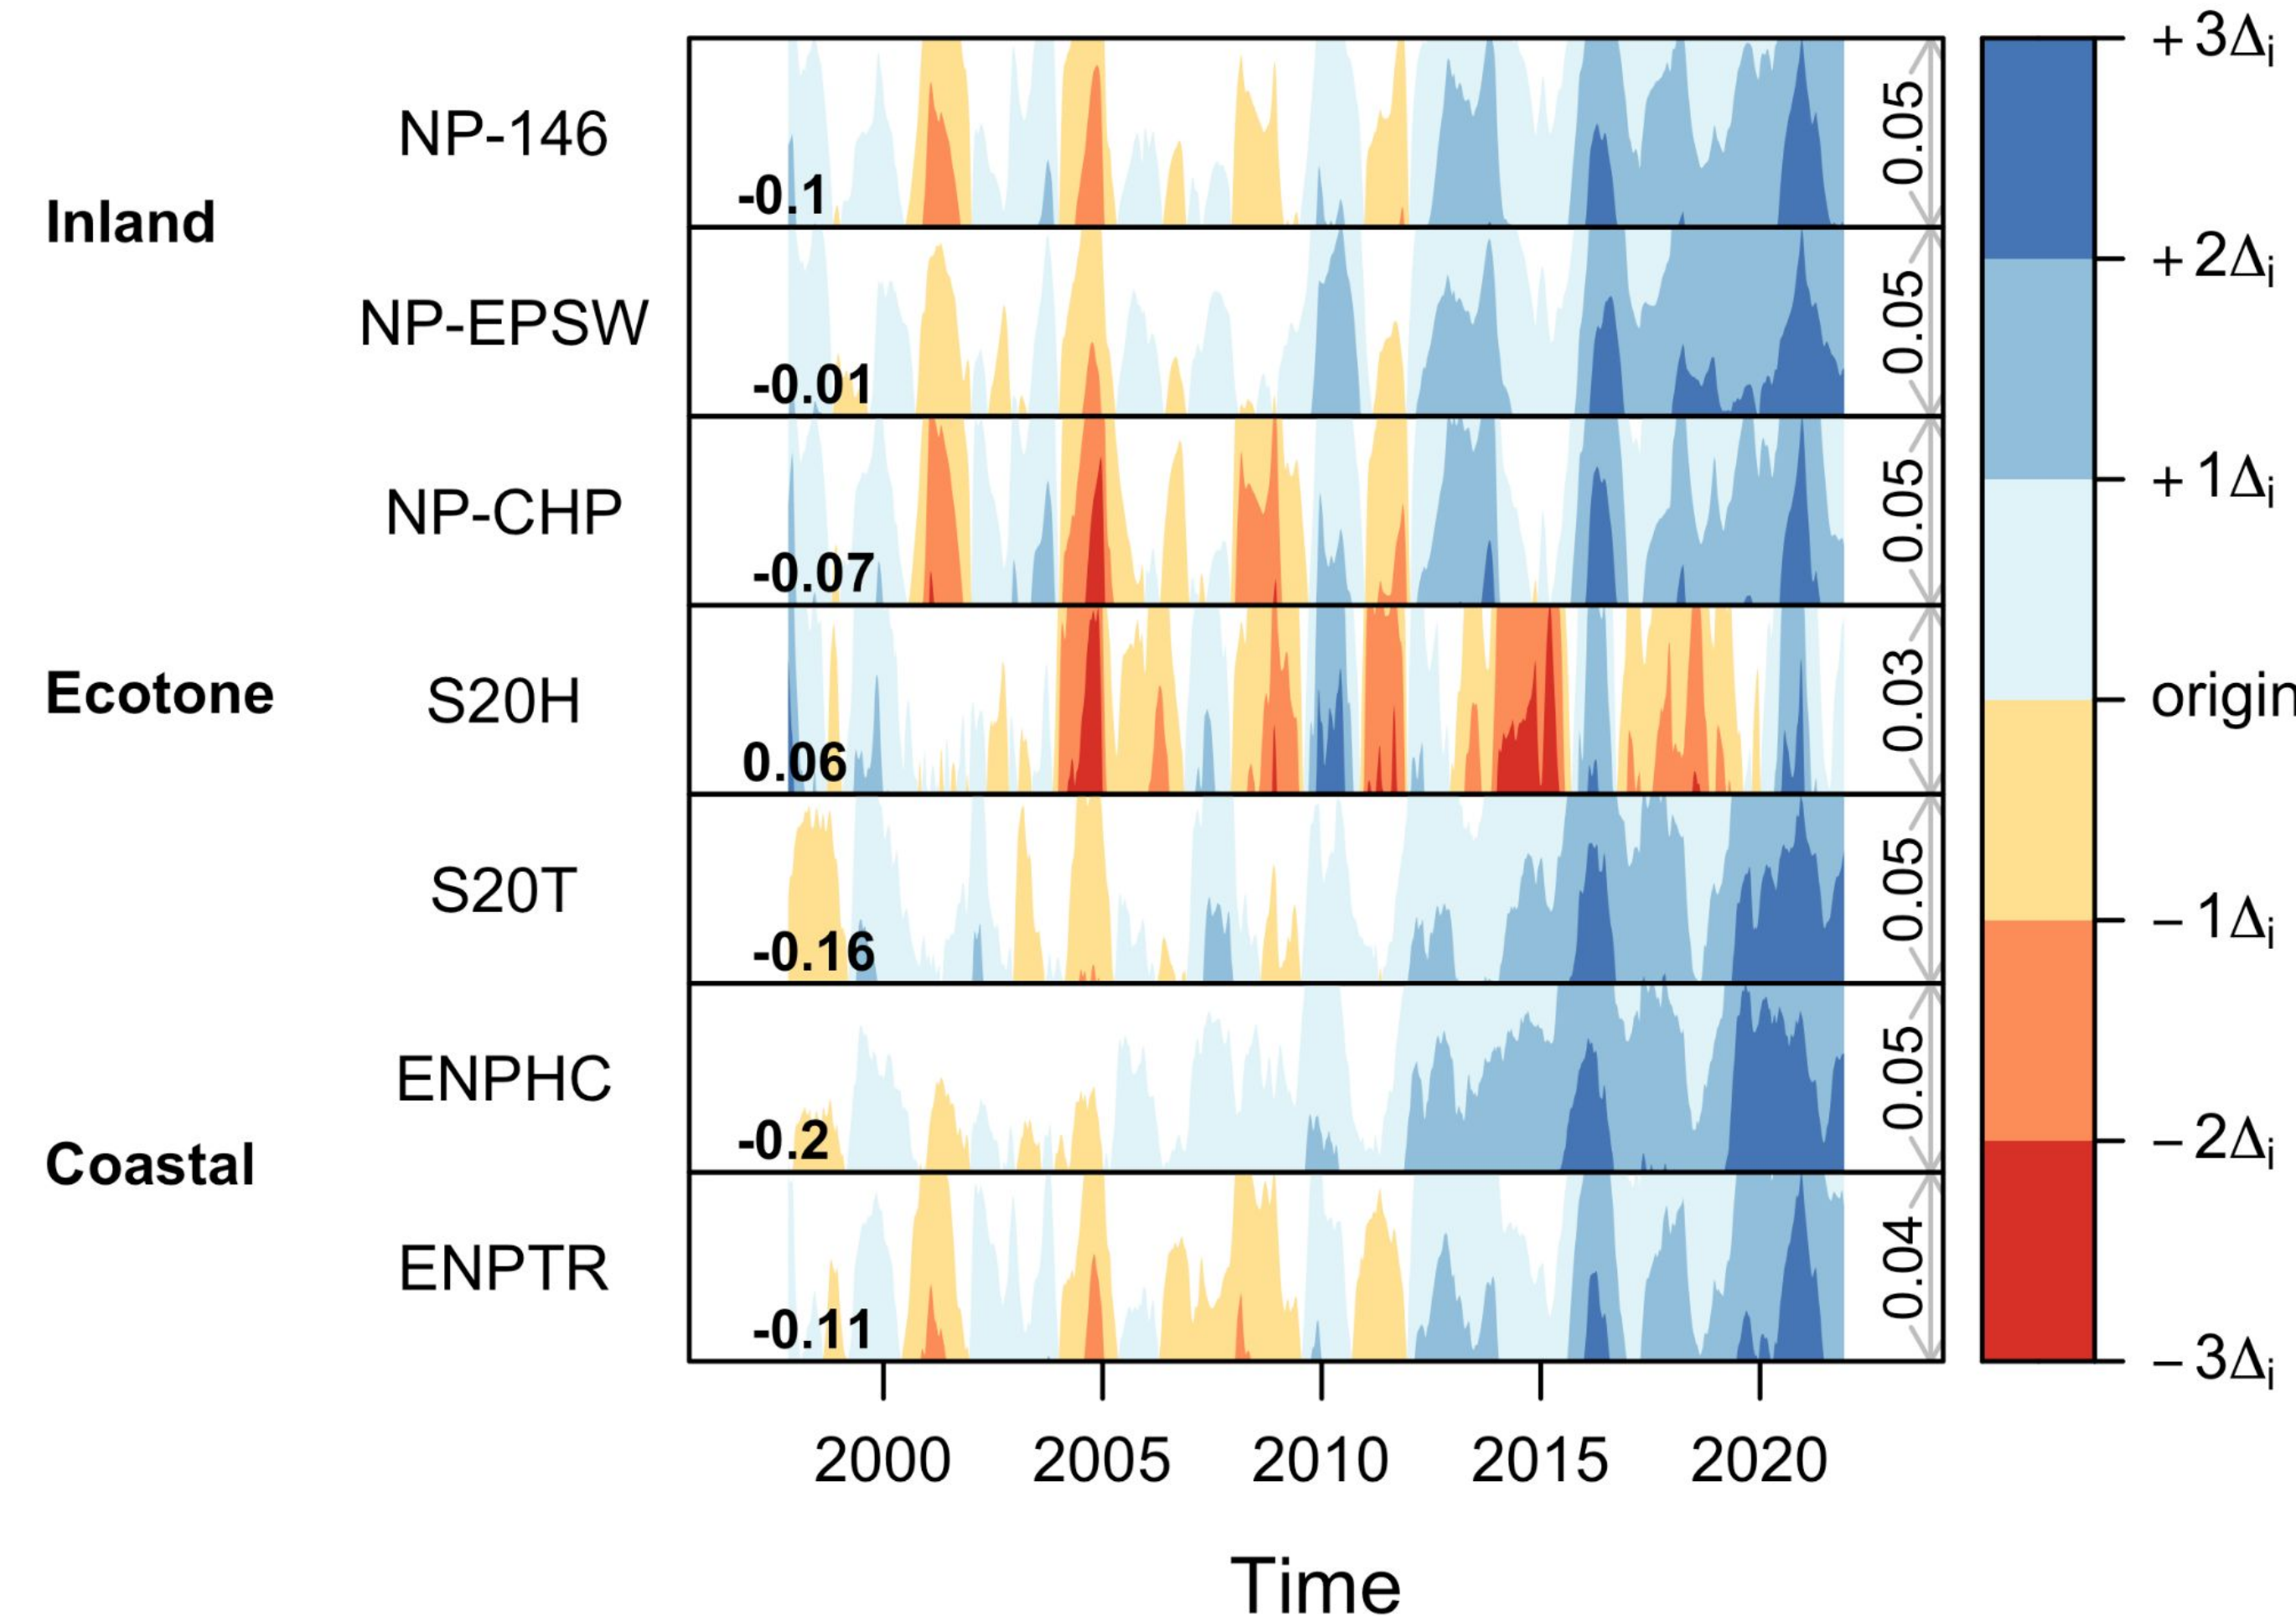 NP-146
-0.1
0.05
Inland
NP-EPSW
-0.01
0.05
NP-CHP
-0.07
0.05
Ecotone
S20H
0.06
0.03
S20T
-0.16
0.05
ENPHC
-0.2
0.05
Coastal
ENPTR
-0.11
0.04
+ 3Δi
+ 2Δi
+ 1Δi
origin
− 1Δi
− 2Δi
− 3Δi
2000 2005 2010 2015 2020
Time